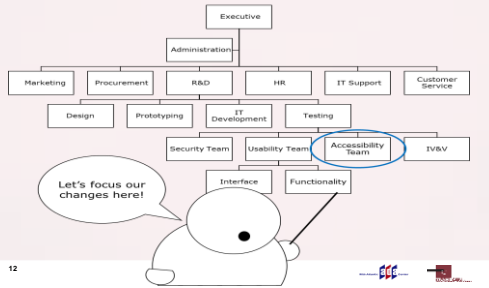 Executive
Administration
Marketing
Procurement
R&D
HR
IT Support
Customer
Service
Design
Prototyping
IT
Development
Testing
Security Team
Usability Team
Accessibility
Team
IV&V
Interface
Functionality
Let's focus our
changes here!
12